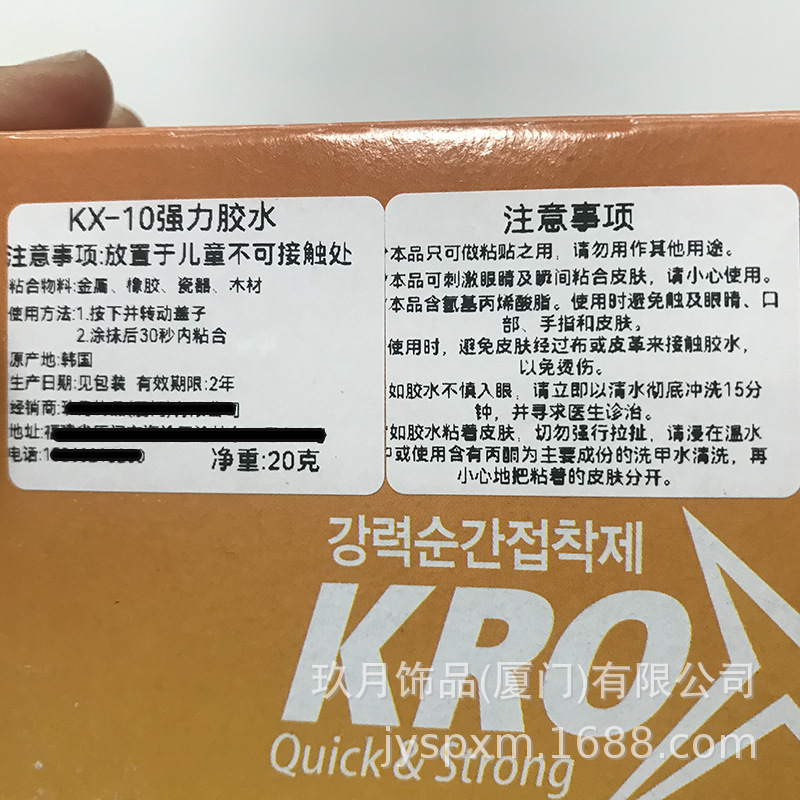 KX-10强力胶水
注意事项:放置于儿童不可接触处
粘合物料:金属、橡胶、瓷器、木材
使用方法:1.按下并转动盖子
2.涂抹后30秒内粘合
原产地:韩国
生产日期:见包装 有效期限:2年
经销商:
地址:
电话:
净重:20克
注意事项
*本品只可做粘贴之用，请勿用作其他用途。
*本品可刺激眼睛及瞬间粘合皮肤，请小心使用。
*本品含氰基丙烯酸脂。使用时避免触及眼睛、口
部、手指和皮肤。
使用时，避免皮肤经过布或皮革来接触胶水，
以免烫伤。
如胶水不慎入眼，请立即以清水彻底冲洗15分
钟，并寻求医生诊治。
*如胶水粘着皮肤，切勿强行拉扯，请浸在温水
中或使用含有丙酮为主要成份的洗甲水清洗，再
小心地把粘着的皮肤分开。
강력순간접착제
KRO
Quick & Strong
玖月饰品(厦门)有限公司
jyspxm.1688.com